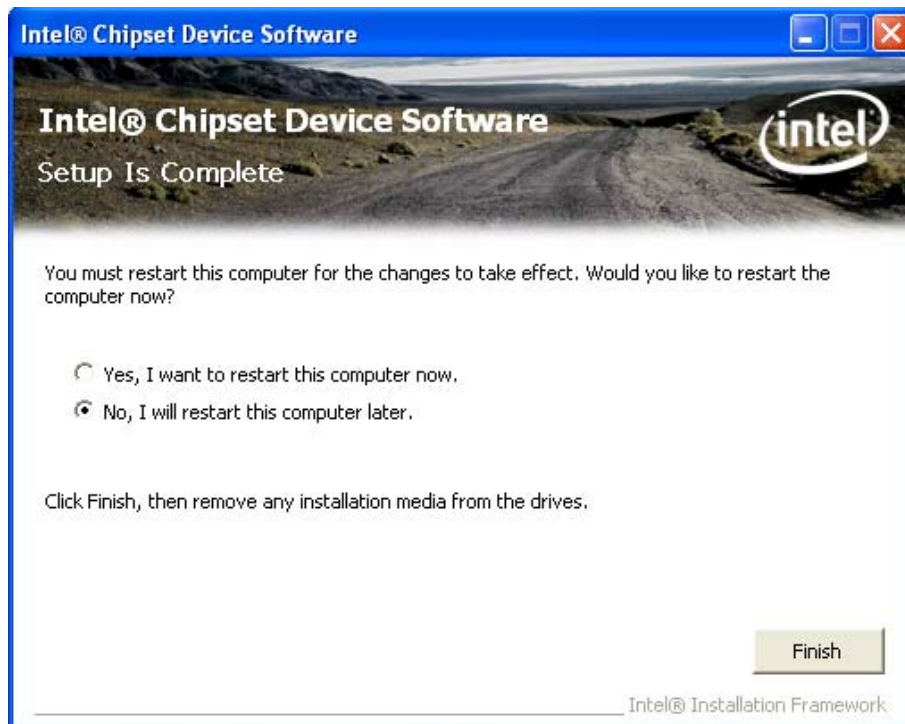 Intel® Chipset Device Software
Intel® Chipset Device Software
intel
Setup Is Complete
You must restart this computer for the changes to take effect. Would you like to restart the
computer now?
Yes, I want to restart this computer now.
No, I will restart this computer later.
Click Finish, then remove any installation media from the drives.
Finish
Intel® Installation Framework